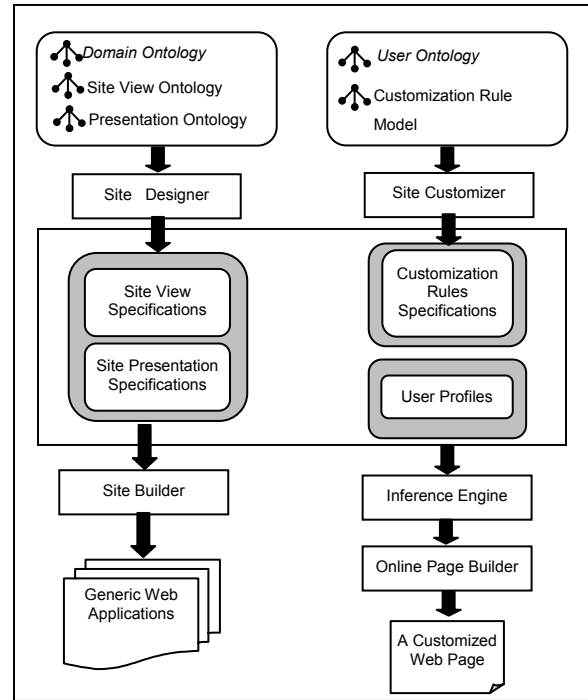 Domain Ontology
Site View Ontology
Presentation Ontology
User Ontology
Customization Rule
Model
Site Designer
Site Customizer
Site View
Specifications
Site Presentation
Specifications
Customization
Rules
Specifications
User Profiles
Site Builder
Inference Engine
Generic Web
Applications
Online Page Builder
A Customized
Web Page